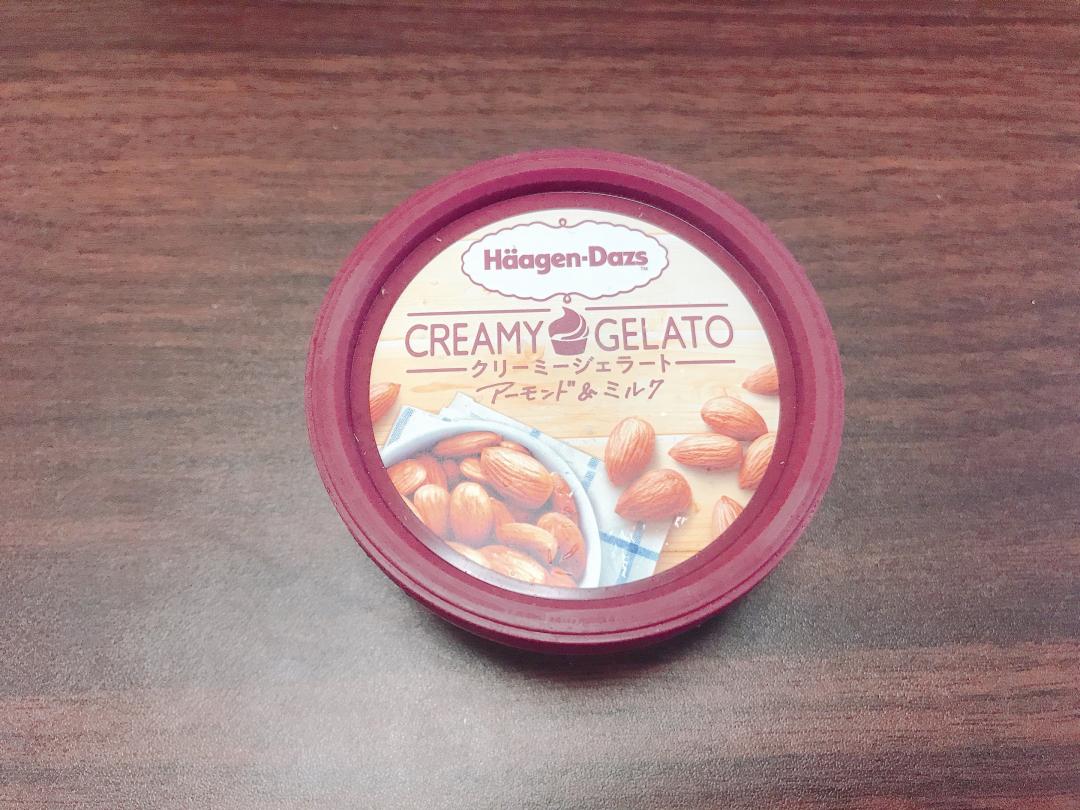 Häagen-Dazs™
CREAMY GELATO
クリーミージェラート
アーモンド&ミルク